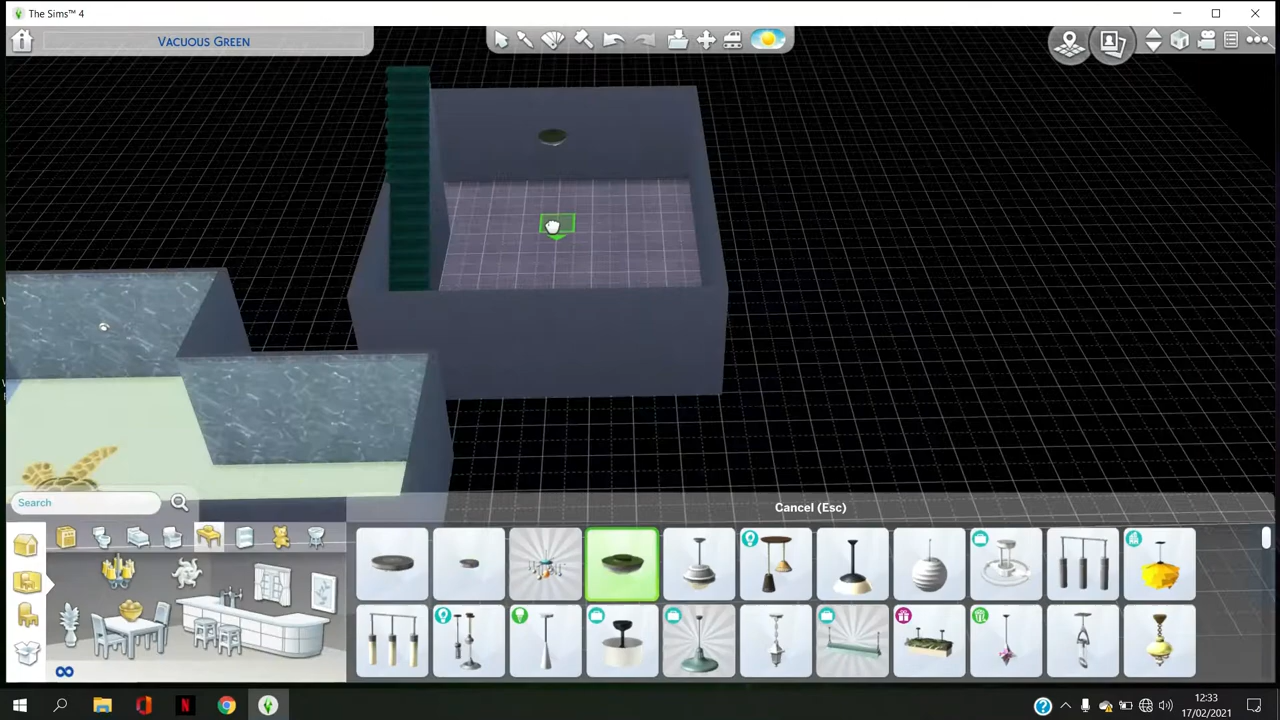 The Sims™ 4
VACUOUS GREEN
Search
Cancel (Esc)
12:33
17/02/2021